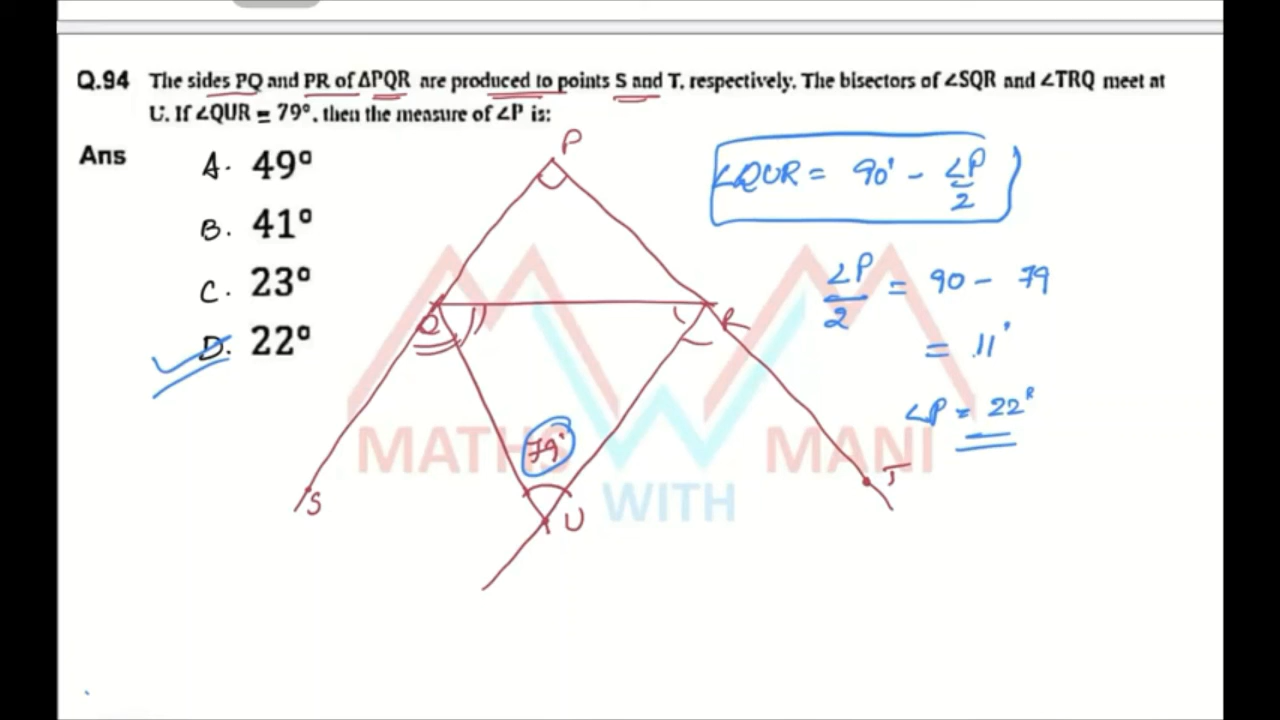 Q.94 The sides PQ and PR of ΔPQR are produced to points S and T, respectively. The bisectors of ∠SQR and ∠TRQ meet at
U. If ∠QUR = 79°, then the measure of ∠P is:
Ans
A. 49°
B. 41°
C. 23°
D. 22°
P
Q
R
S
T
U
79°
∠QUR = 90° - ∠P/2
∠P/2 = 90 - 79
= 11°
∠P = 22°
MATHS WITH MANI